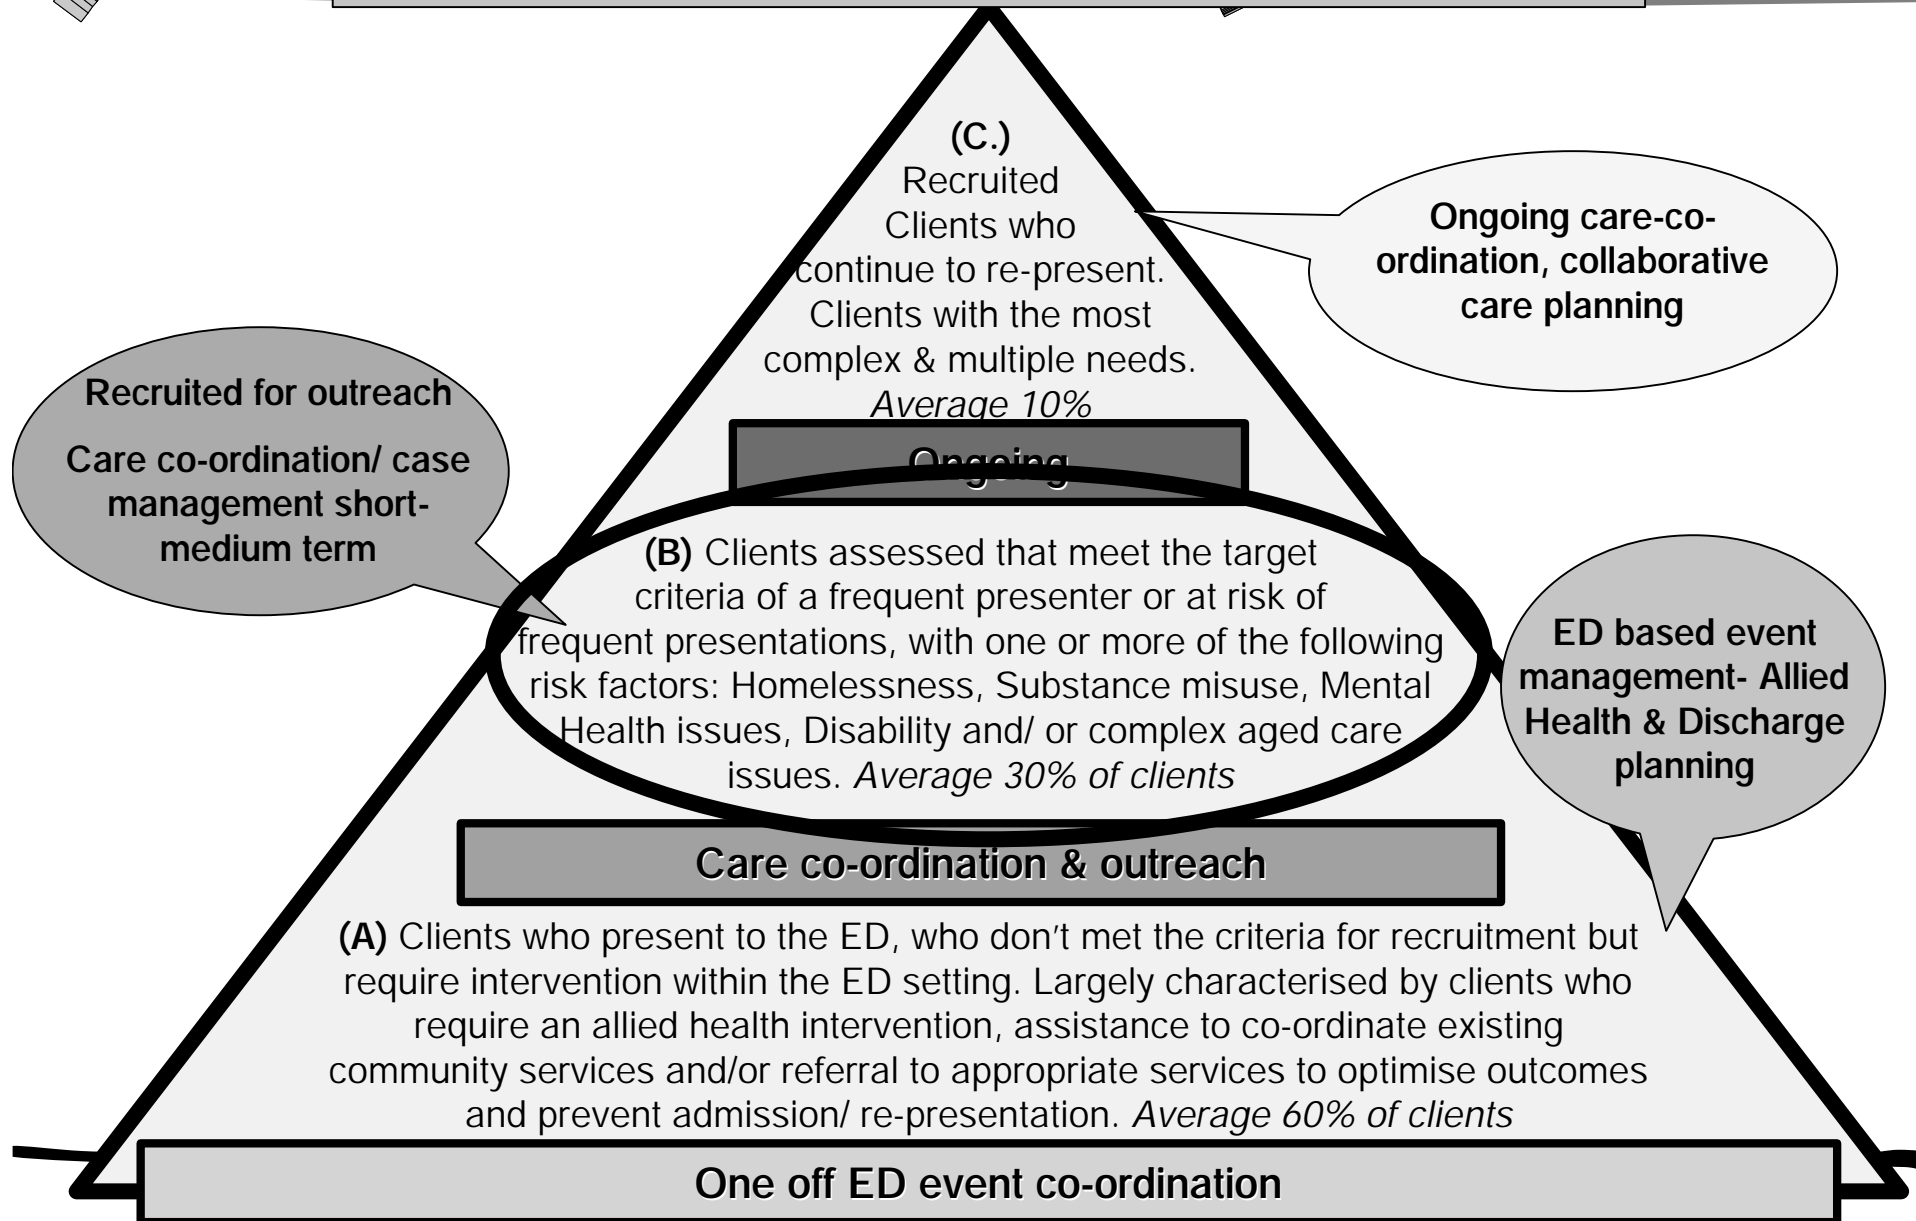 (C.)
Recruited
Clients who
continue to re-present.
Clients with the most
complex & multiple needs.
Average 10%
Ongoing care-co-
ordination, collaborative
care planning
Recruited for outreach
Care co-ordination/ case
management short-
medium term
Ongoing
(B) Clients assessed that meet the target
criteria of a frequent presenter or at risk of
frequent presentations, with one or more of the following
risk factors: Homelessness, Substance misuse, Mental
Health issues, Disability and/ or complex aged care
issues. Average 30% of clients
ED based event
management- Allied
Health & Discharge
planning
Care co-ordination & outreach
(A) Clients who present to the ED, who don't met the criteria for recruitment but
require intervention within the ED setting. Largely characterised by clients who
require an allied health intervention, assistance to co-ordinate existing
community services and/or referral to appropriate services to optimise outcomes
and prevent admission/ re-presentation. Average 60% of clients
One off ED event co-ordination